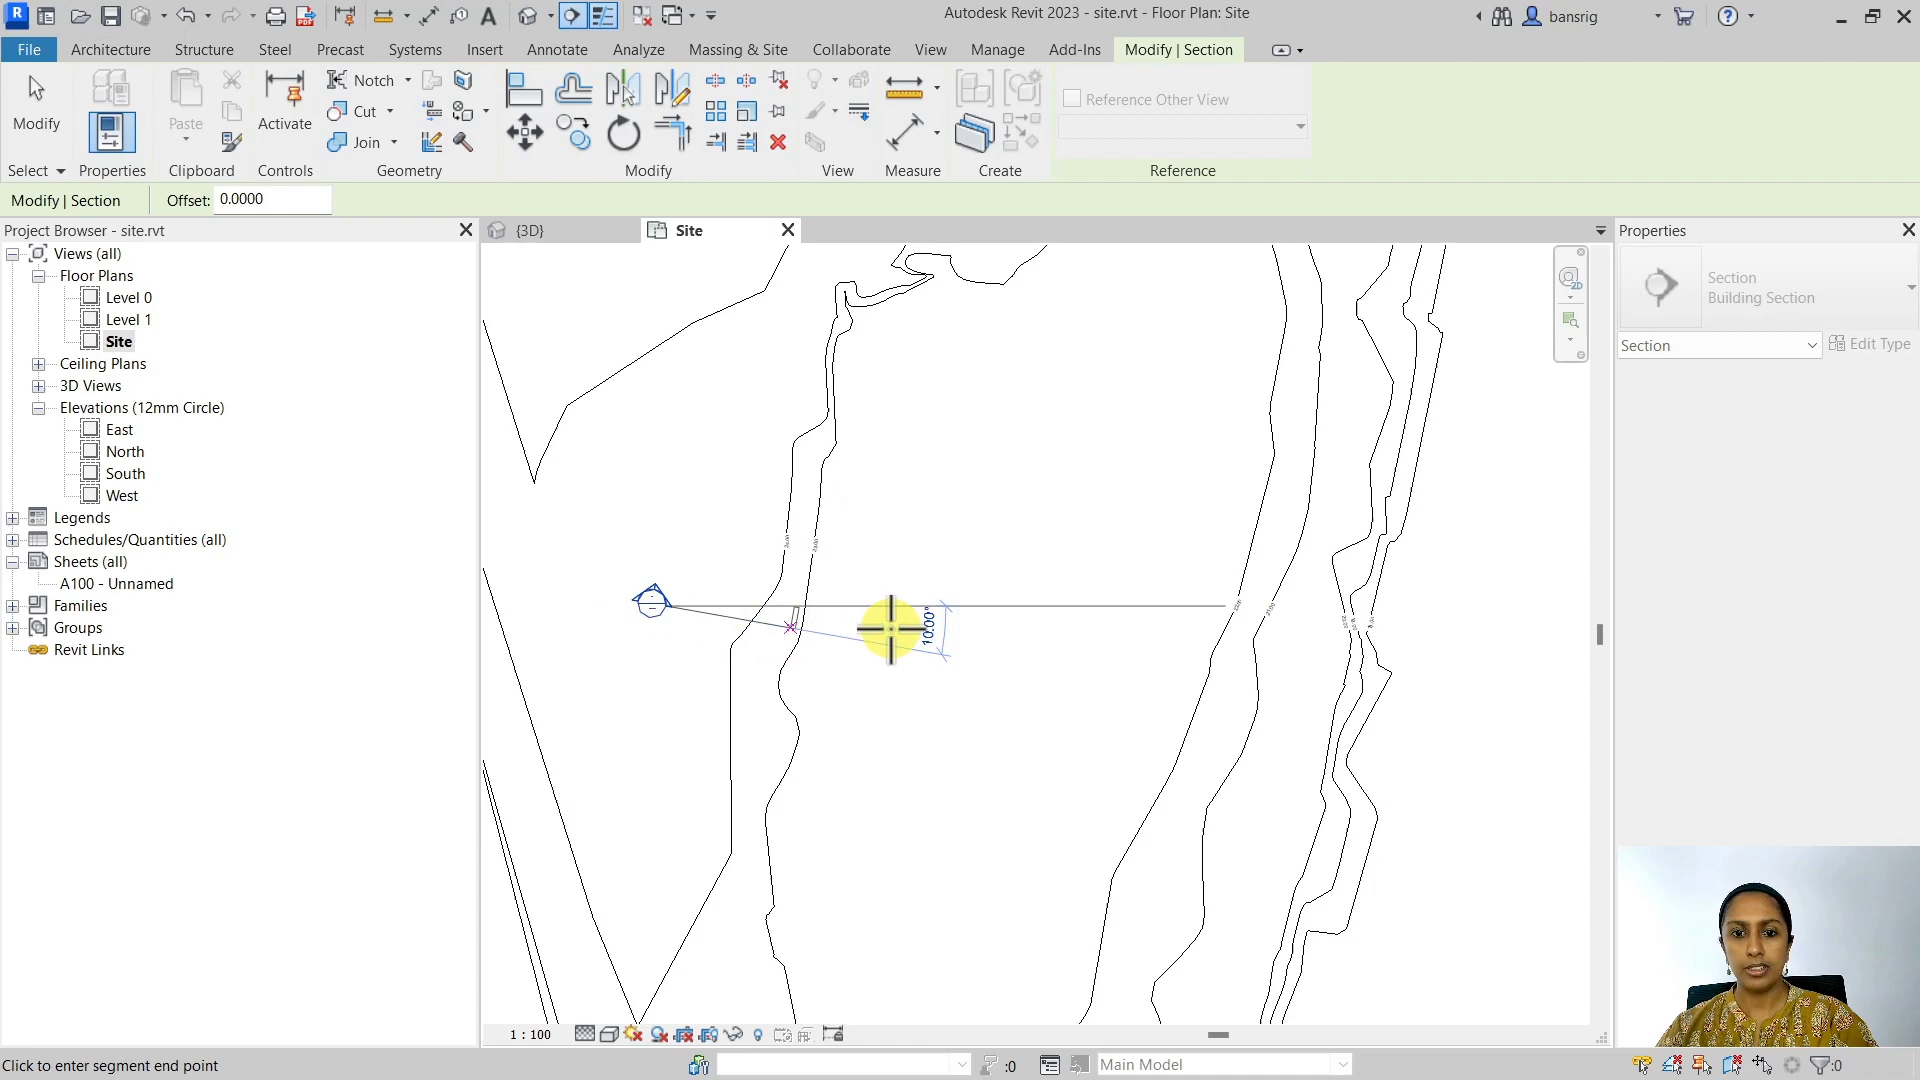 Autodesk Revit 2023 - site.rvt - Floor Plan: Site
bansrig
File
Architecture
Structure
Steel
Precast
Systems
Insert
Annotate
Analyze
Massing & Site
Collaborate
View
Manage
Add-Ins
Modify | Section
Modify
Paste
Activate
Notch
Cut
Join
Reference Other View
Select
Properties
Clipboard
Controls
Geometry
Modify
View
Measure
Create
Reference
Modify | Section
Offset: 0.0000
Project Browser - site.rvt
{3D}
Site
Properties
Views (all)
Floor Plans
Level 0
Level 1
Site
Ceiling Plans
3D Views
Elevations (12mm Circle)
East
North
South
West
Legends
Schedules/Quantities (all)
Sheets (all)
A100 - Unnamed
Families
Groups
Revit Links
Section
Building Section
Section
Edit Type
2D
10.00°
1 : 100
Click to enter segment end point
:0
Main Model
:0